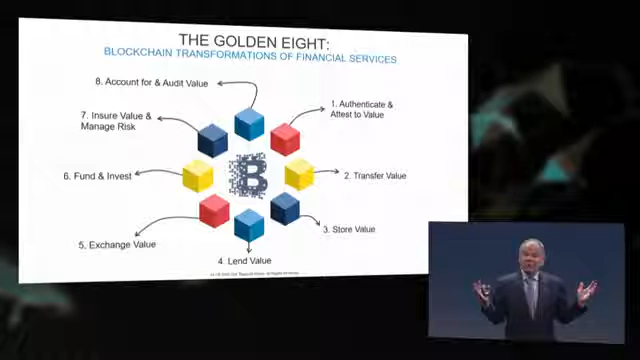 THE GOLDEN EIGHT:
BLOCKCHAIN TRANSFORMATIONS OF FINANCIAL SERVICES
8. Account for & Audit Value
1. Authenticate &
Attest to Value
7. Insure Value &
Manage Risk
6. Fund & Invest
2. Transfer Value
B
3. Store Value
5. Exchange Value
4 Lend Value